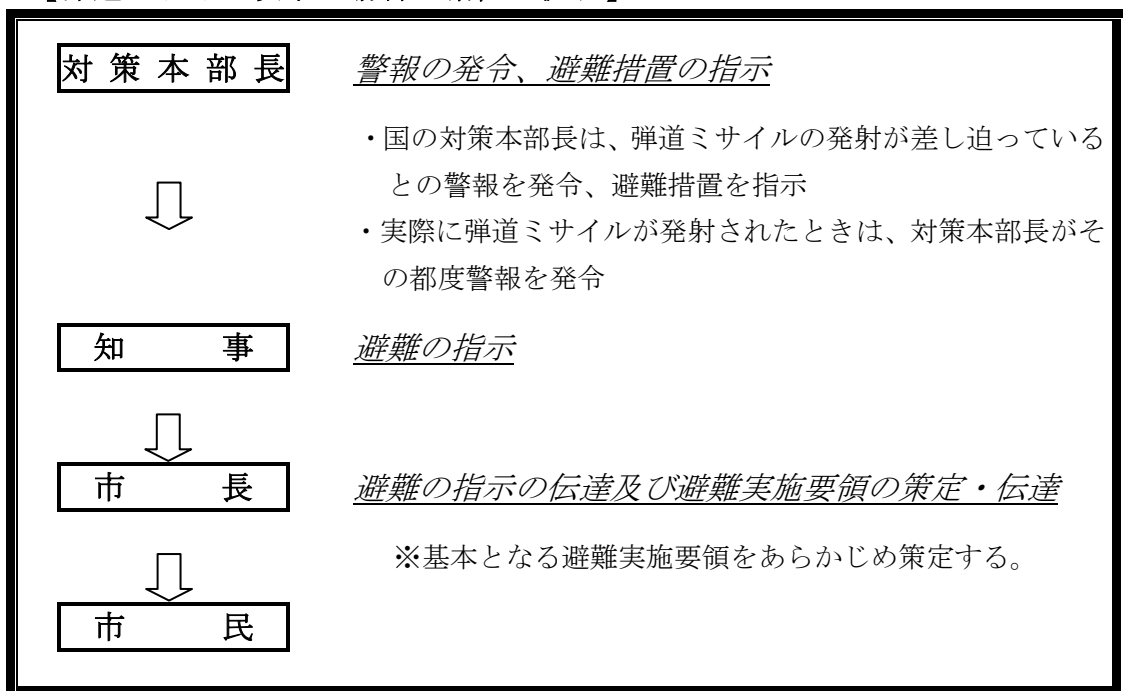 対策本部長 警報の発令、避難措置の指示
・国の対策本部長は、弾道ミサイルの発射が差し迫っている
との警報を発令、避難措置を指示
・実際に弾道ミサイルが発射されたときは、対策本部長がそ
の都度警報を発令
知 事 避難の指示
市 長 避難の指示の伝達及び避難実施要領の策定・伝達
※基本となる避難実施要領をあらかじめ策定する。
市 民